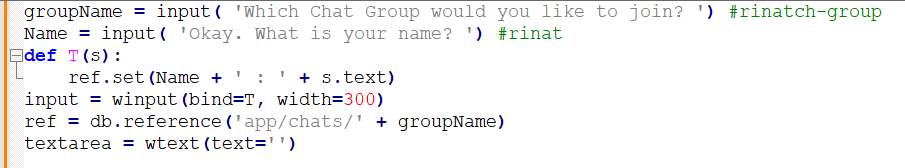 groupName = input( 'Which Chat Group would you like to join? ') #rinatch-group
Name = input( 'Okay. What is your name? ') #rinat
def T(s):
    ref.set(Name + ' : ' + s.text)
input = winput(bind=T, width=300)
ref = db.reference('app/chats/' + groupName)
textarea = wtext(text='')